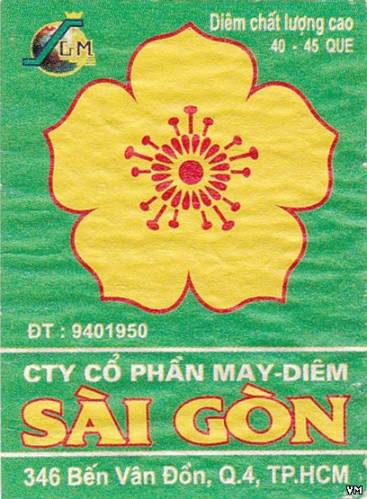 SGM
Diêm chất lượng cao
40 - 45 QUE
ĐT : 9401950
CTY CỔ PHẦN MAY-DIÊM
SÀI GÒN
346 Bến Vân Đồn, Q.4, TP.HCM
VM